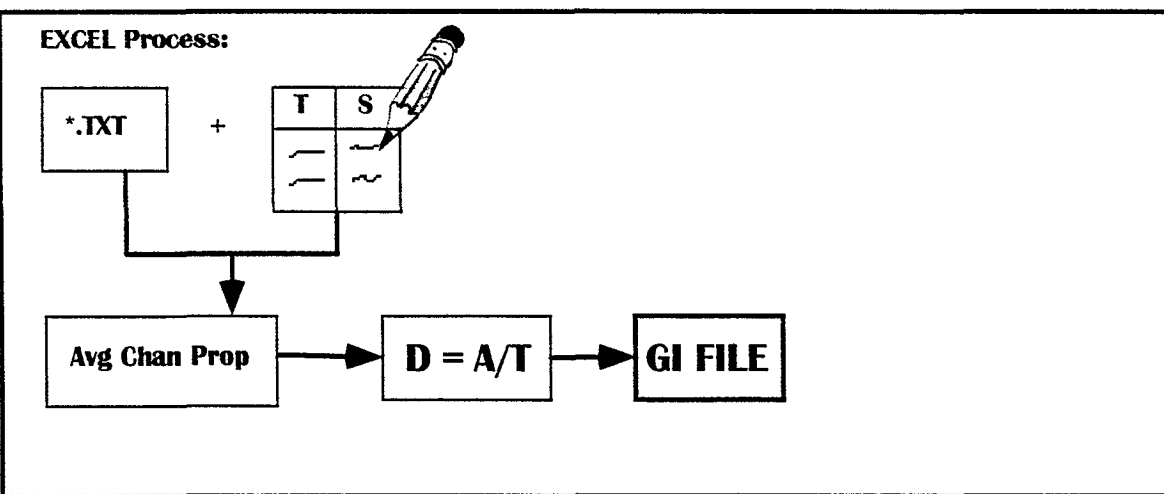 EXCEL Process:
*.TXT
+
T S
Avg Chan Prop
D = A/T
GI FILE